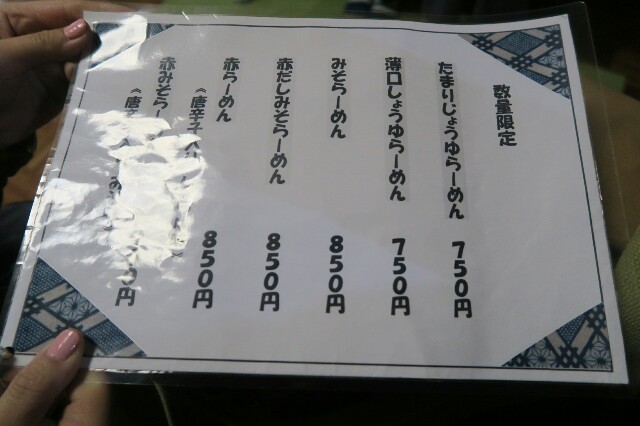 数量限定
たまりじょうゆらーめん 750円
薄口しょうゆらーめん 750円
みそらーめん 850円
赤だしみそらーめん 850円
赤らーめん 850円
《唐辛子
赤みそらー
《唐 円